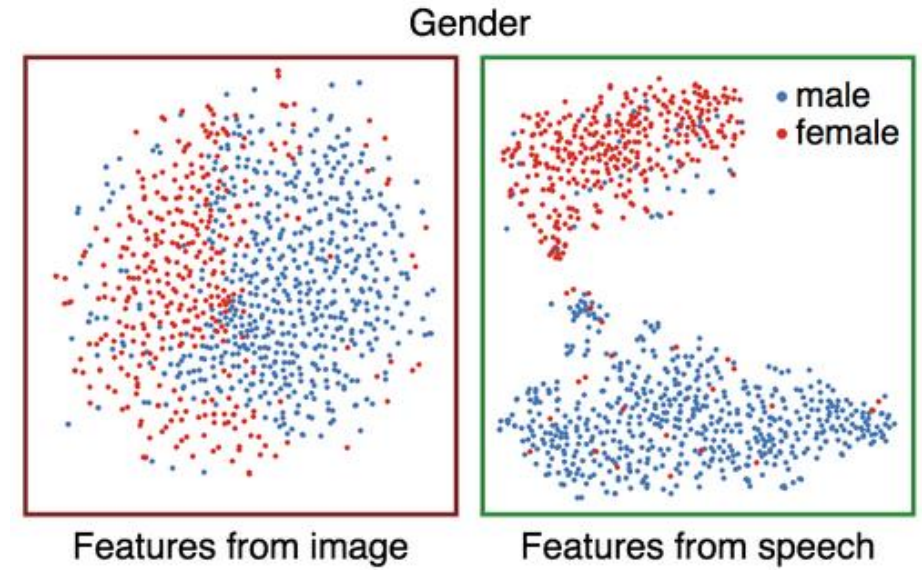 Gender
male
female
Features from image
Features from speech